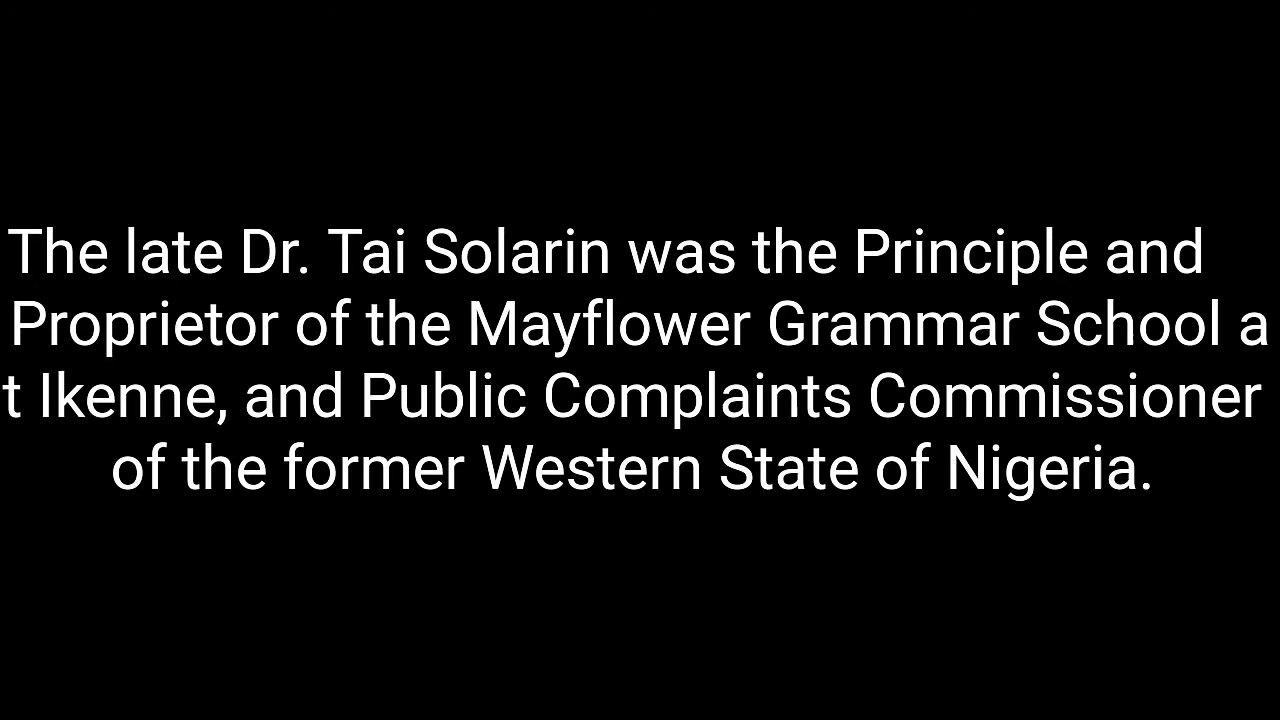 The late Dr. Tai Solarin was the Principle and
Proprietor of the Mayflower Grammar School a
t Ikenne, and Public Complaints Commissioner
of the former Western State of Nigeria.